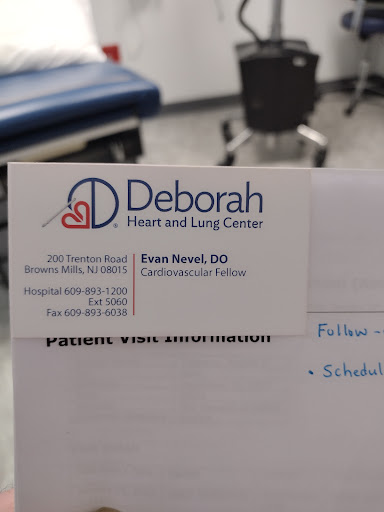 Deborah
Heart and Lung Center
200 Trenton Road
Browns Mills, NJ 08015
Hospital 609-893-1200
Ext 5060
Fax 609-893-6038
Evan Nevel, DO
Cardiovascular Fellow
Patient Visit Information
Follow -
• Schedul